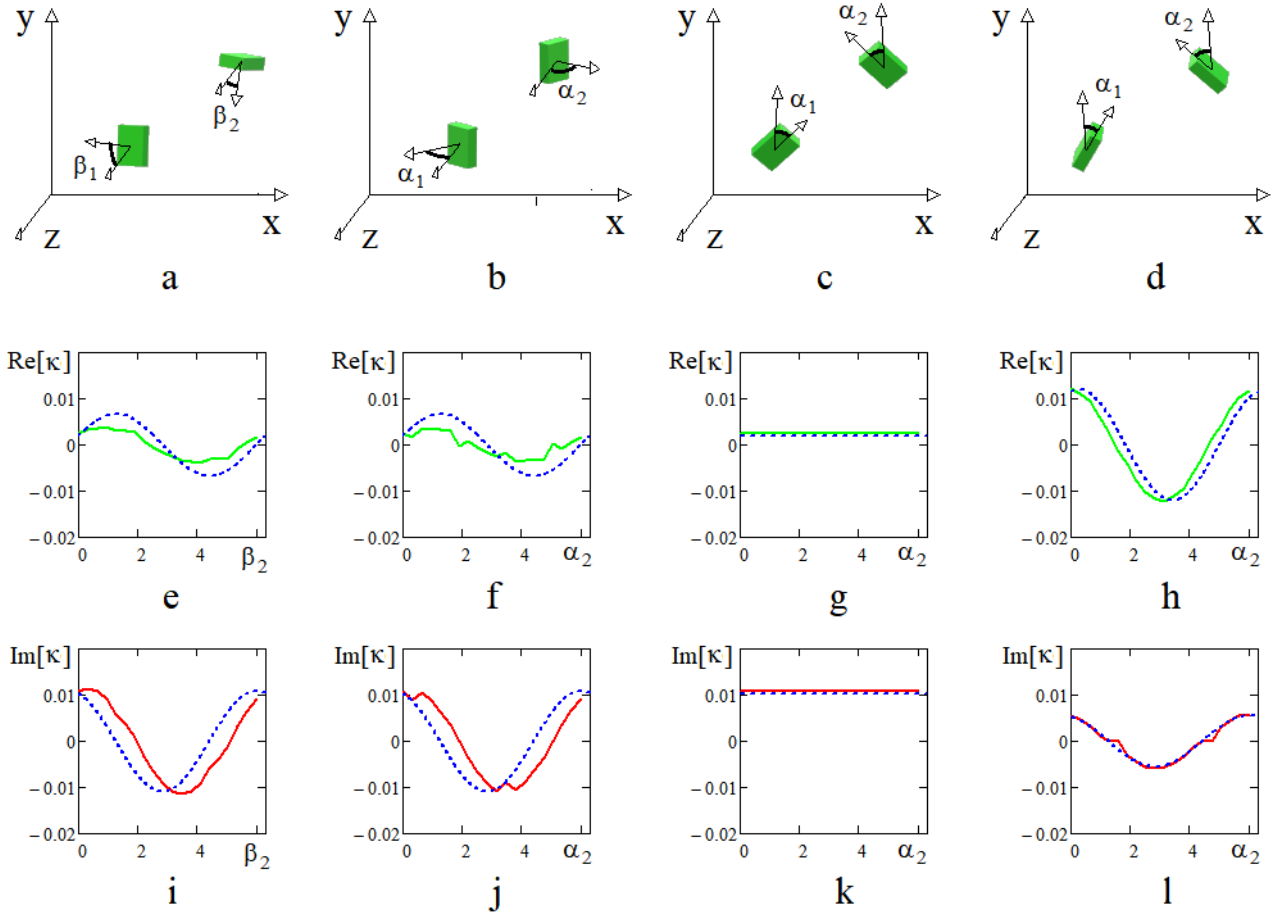 y y y α₂ y α₂
β₂ α₂ α₁ α₁
β₁ α₁
z x z x z x z x
a b c d
Re[κ] Re[κ] Re[κ] Re[κ]
0.01 0.01 0.01 0.01
0 0 0 0
−0.01 −0.01 −0.01 −0.01
−0.02 −0.02 −0.02 −0.02
0 2 4 β₂ 0 2 4 α₂ 0 2 4 α₂ 0 2 4 α₂
e f g h
Im[κ] Im[κ] Im[κ] Im[κ]
0.01 0.01 0.01 0.01
0 0 0 0
−0.01 −0.01 −0.01 −0.01
−0.02 −0.02 −0.02 −0.02
0 2 4 β₂ 0 2 4 α₂ 0 2 4 α₂ 0 2 4 α₂
i j k l